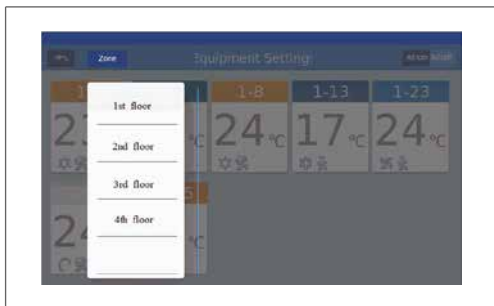 Zone
Equipment Setting
1st floor
2nd floor
3rd floor
4th floor
1-8
1-13
1-23
°C
24 °C
17 °C
24 °C
°C